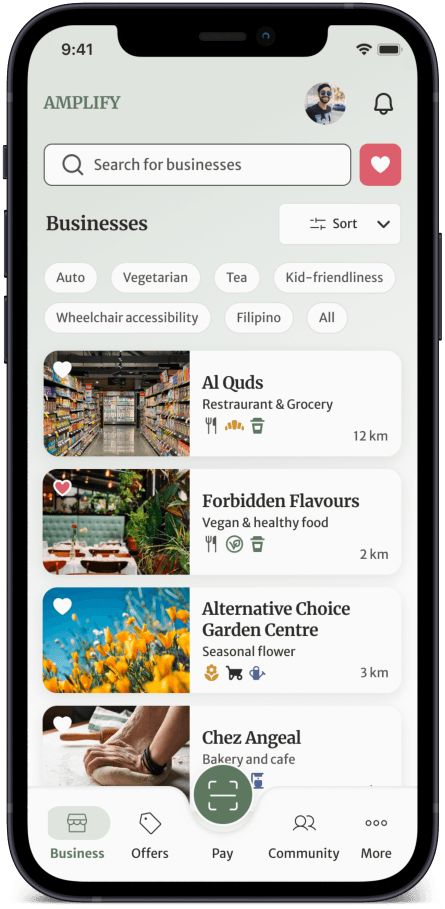 9:41
AMPLIFY
Search for businesses
Businesses
Sort
Auto
Vegetarian
Tea
Kid-friendliness
Wheelchair accessibility
Filipino
All
Al Quds
Restraurant & Grocery
12 km
Forbidden Flavours
Vegan & healthy food
2 km
Alternative Choice
Garden Centre
Seasonal flower
3 km
Chez Angeal
Bakery and cafe
Business
Offers
Pay
Community
More